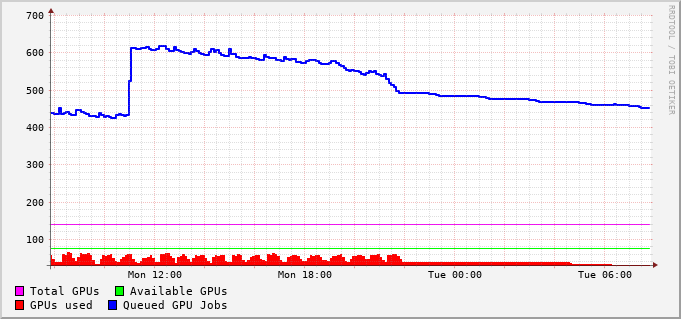 700
600
500
400
300
200
100
Mon 12:00 Mon 18:00 Tue 00:00 Tue 06:00
Total GPUs Available GPUs
GPUs used Queued GPU Jobs
RRDTOOL / TOBI OETIKER